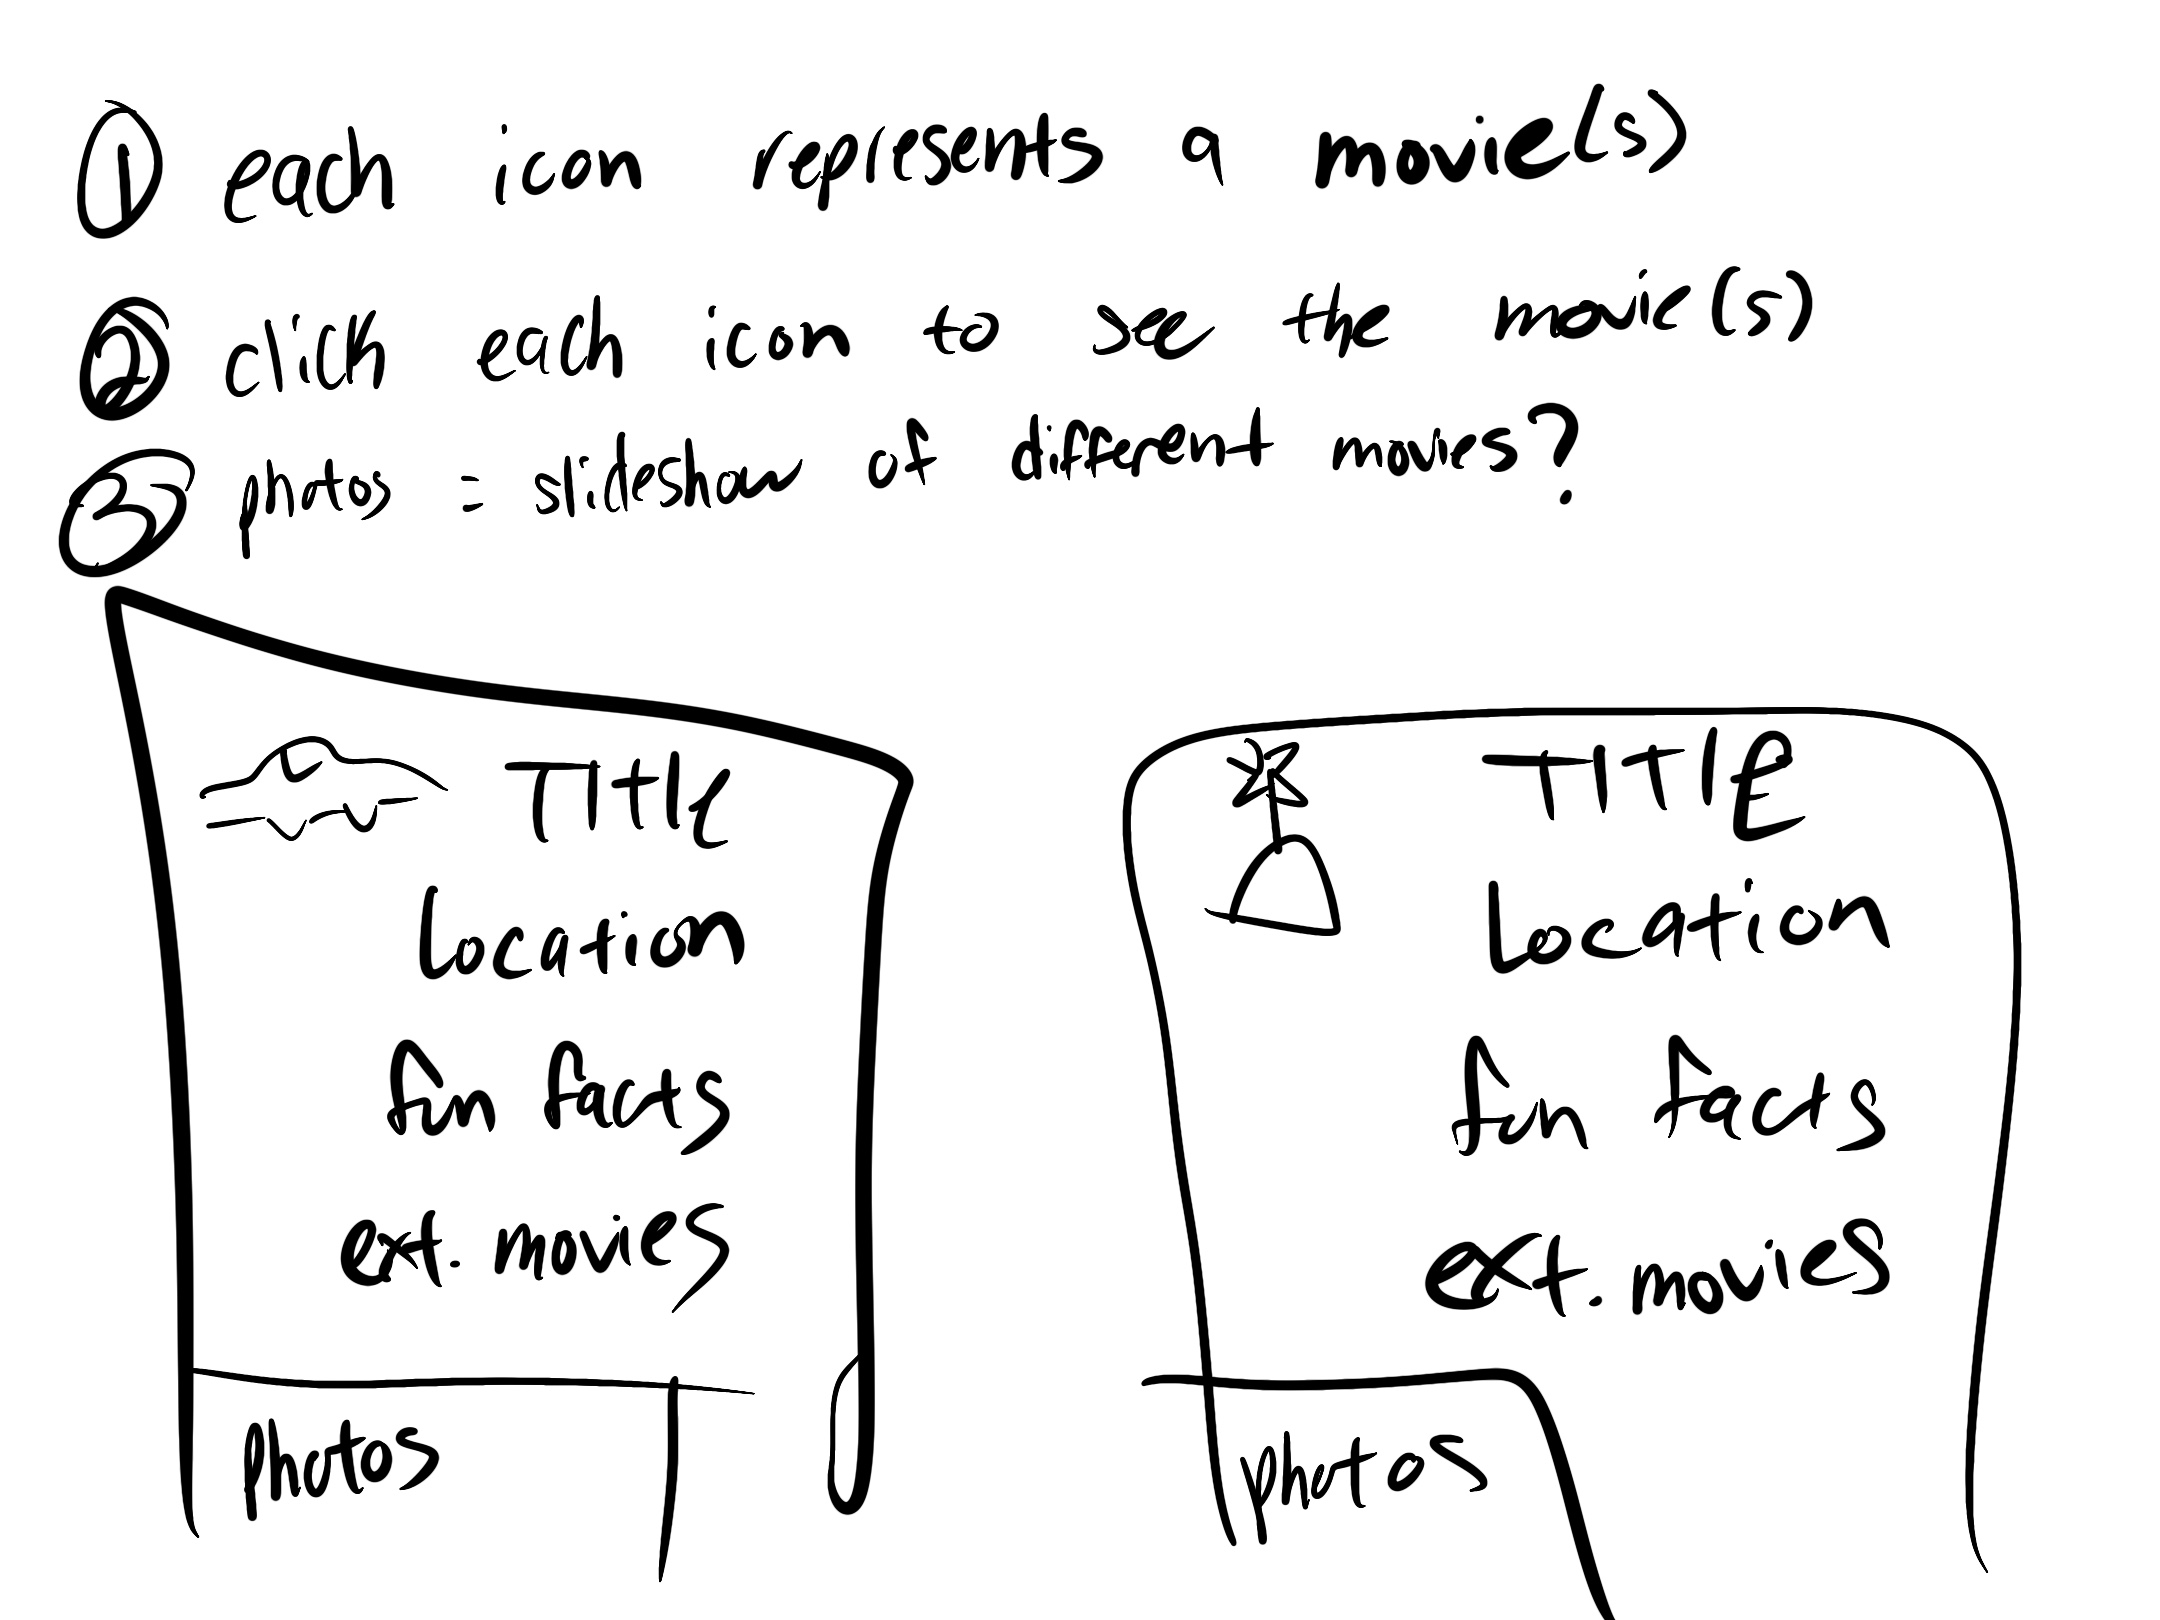 ① each icon represents a movie(s)
② click each icon to see the movie(s)
③ photos = slideshow of different movies?
Title
Location
fun facts
ext. movies
photos
TITLE
Location
fun facts
ext. movies
photos